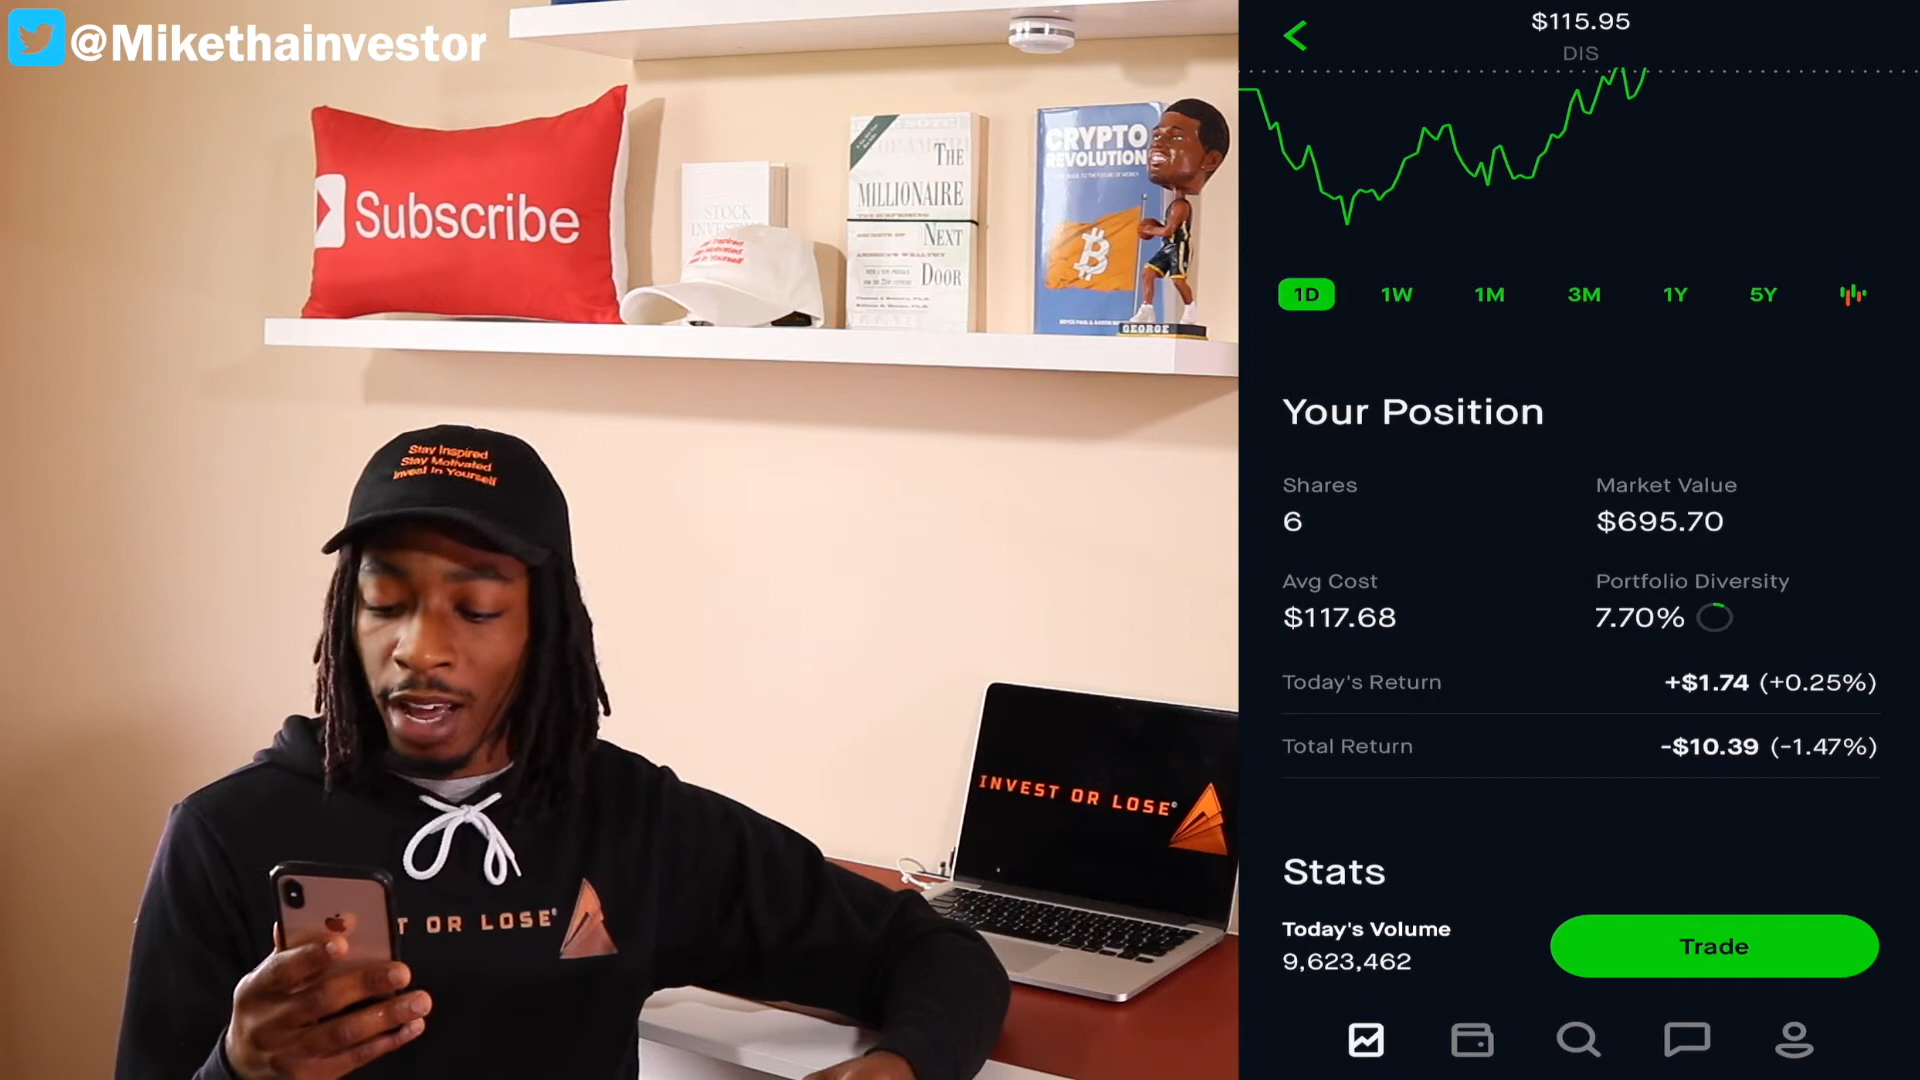 @Mikethainvestor
Subscribe
STOCK
THE
MILLIONAIRE
NEXT
DOOR
CRYPTO
REVOLUTION
GEORGE
Stay Inspired
Stay Motivated
Invest In Yourself
T OR LOSE
INVEST OR LOSE
$115.95
DIS
1D 1W 1M 3M 1Y 5Y
Your Position
Shares
6
Market Value
$695.70
Avg Cost
$117.68
Portfolio Diversity
7.70%
Today's Return
+$1.74 (+0.25%)
Total Return
-$10.39 (-1.47%)
Stats
Today's Volume
9,623,462
Trade